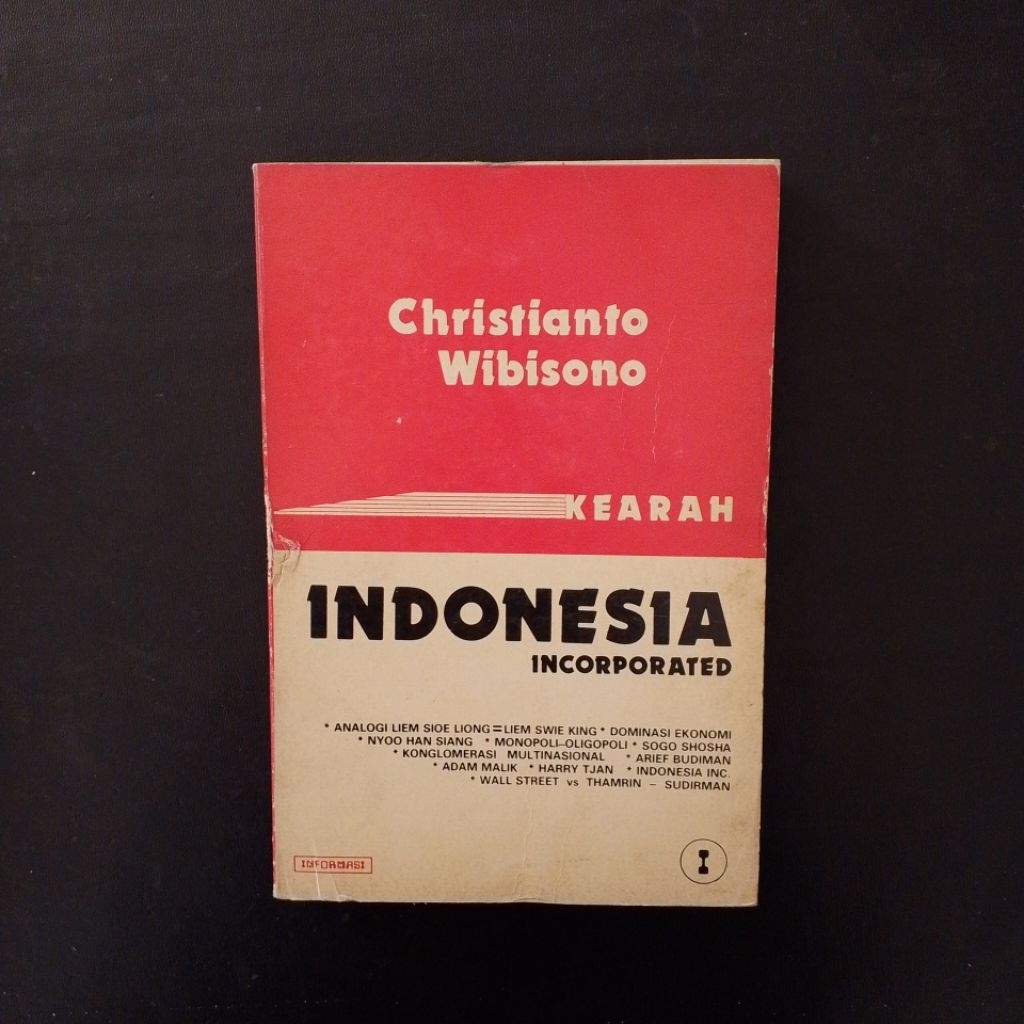 Christianto
Wibisono
KEARAH
INDONESIA
INCORPORATED
* ANALOGI LIEM SIOE LIONG=LIEM SWIE KING * DOMINASI EKONOMI
* NYOO HAN SIANG * MONOPOLI-OLIGOPOLI * SOGO SHOSHA
* KONGLOMERASI MULTINASIONAL * ARIEF BUDIMAN
* ADAM MALIK * HARRY TJAN * INDONESIA INC.
* WALL STREET vs THAMRIN - SUDIRMAN
INFORMASI
I